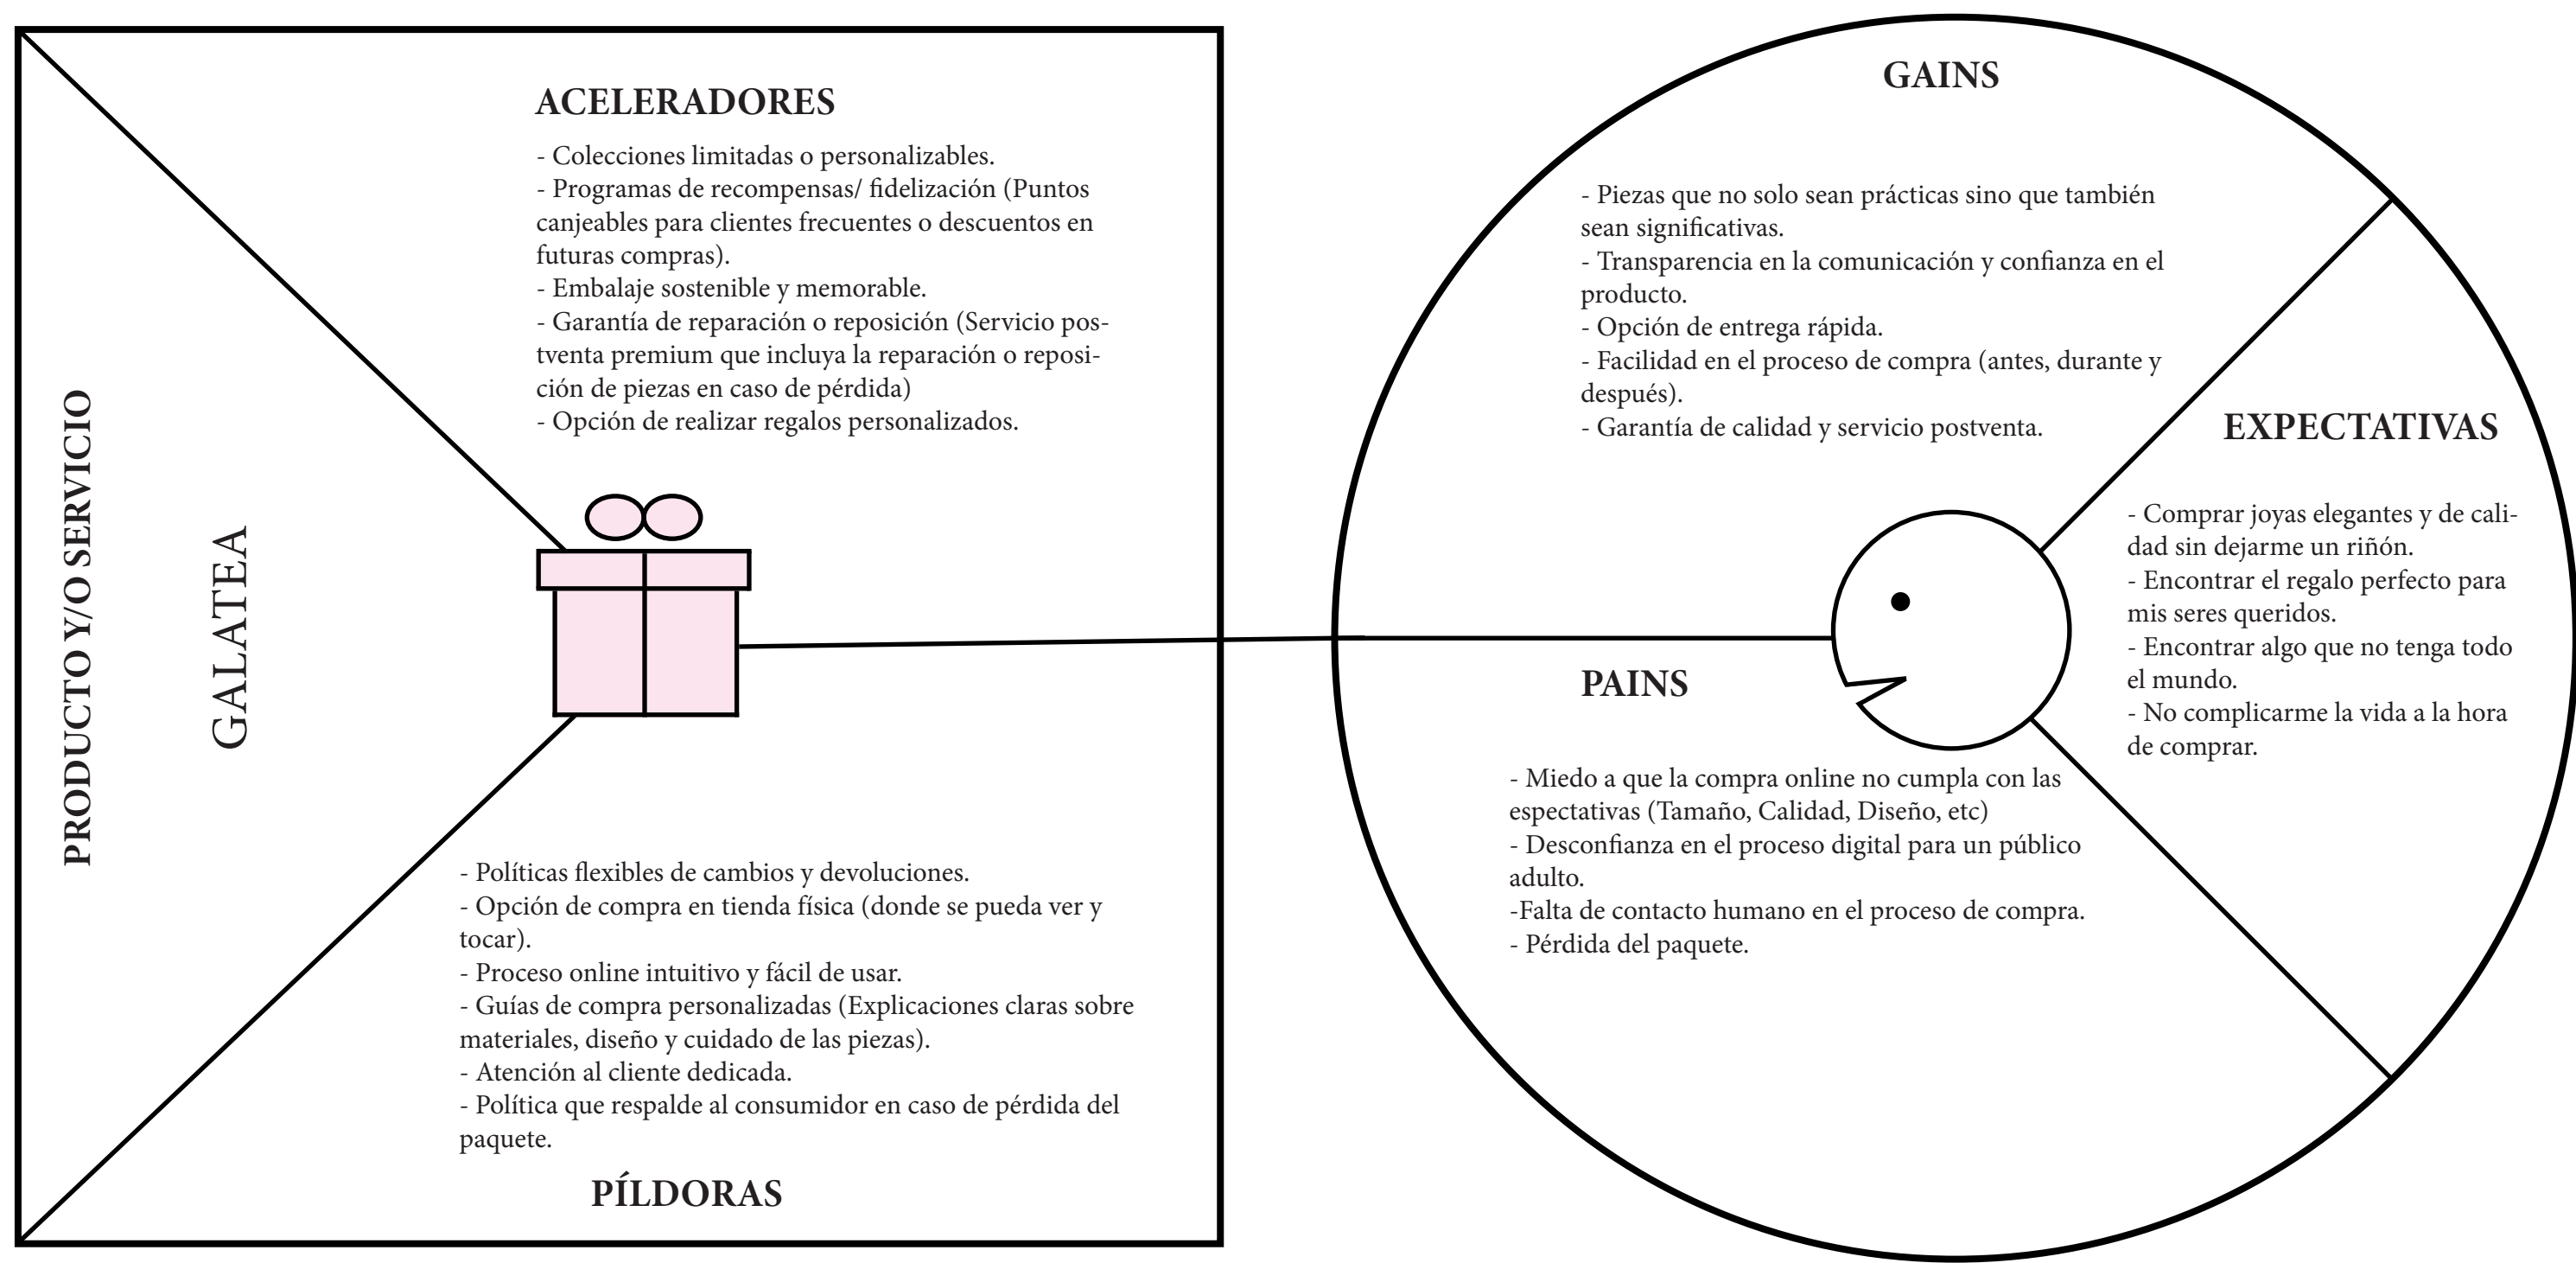 PRODUCTO Y/O SERVICIO
GALATEA
ACELERADORES
- Colecciones limitadas o personalizables.
- Programas de recompensas/ fidelización (Puntos
canjeables para clientes frecuentes o descuentos en
futuras compras).
- Embalaje sostenible y memorable.
- Garantía de reparación o reposición (Servicio pos-
tventa premium que incluya la reparación o reposi-
ción de piezas en caso de pérdida)
- Opción de realizar regalos personalizados.
- Políticas flexibles de cambios y devoluciones.
- Opción de compra en tienda física (donde se pueda ver y
tocar).
- Proceso online intuitivo y fácil de usar.
- Guías de compra personalizadas (Explicaciones claras sobre
materiales, diseño y cuidado de las piezas).
- Atención al cliente dedicada.
- Política que respalde al consumidor en caso de pérdida del
paquete.
PÍLDORAS
GAINS
- Piezas que no solo sean prácticas sino que también
sean significativas.
- Transparencia en la comunicación y confianza en el
producto.
- Opción de entrega rápida.
- Facilidad en el proceso de compra (antes, durante y
después).
- Garantía de calidad y servicio postventa.
EXPECTATIVAS
- Comprar joyas elegantes y de cali-
dad sin dejarme un riñón.
- Encontrar el regalo perfecto para
mis seres queridos.
- Encontrar algo que no tenga todo
el mundo.
- No complicarme la vida a la hora
de comprar.
PAINS
- Miedo a que la compra online no cumpla con las
espectativas (Tamaño, Calidad, Diseño, etc)
- Desconfianza en el proceso digital para un público
adulto.
-Falta de contacto humano en el proceso de compra.
- Pérdida del paquete.